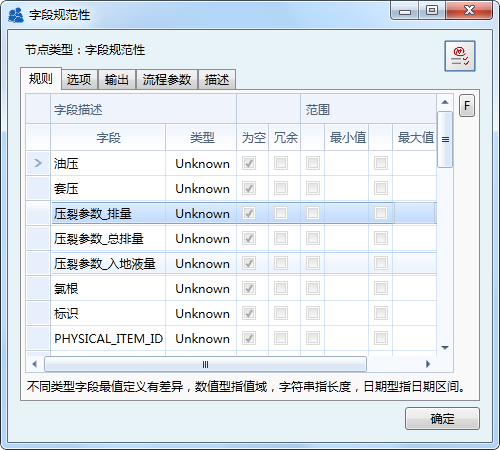 字段规范性
节点类型：字段规范性
规则 选项 输出 流程参数 描述
字段描述 范围
字段 类型 为空 冗余 最小值 最大值
油压 Unknown
套压 Unknown
压裂参数_排量 Unknown
压裂参数_总排量 Unknown
压裂参数_入地液量 Unknown
氯根 Unknown
标识 Unknown
PHYSICAL_ITEM_ID Unknown
F
不同类型字段最值定义有差异，数值型指值域，字符串指长度，日期型指日期区间。
确定